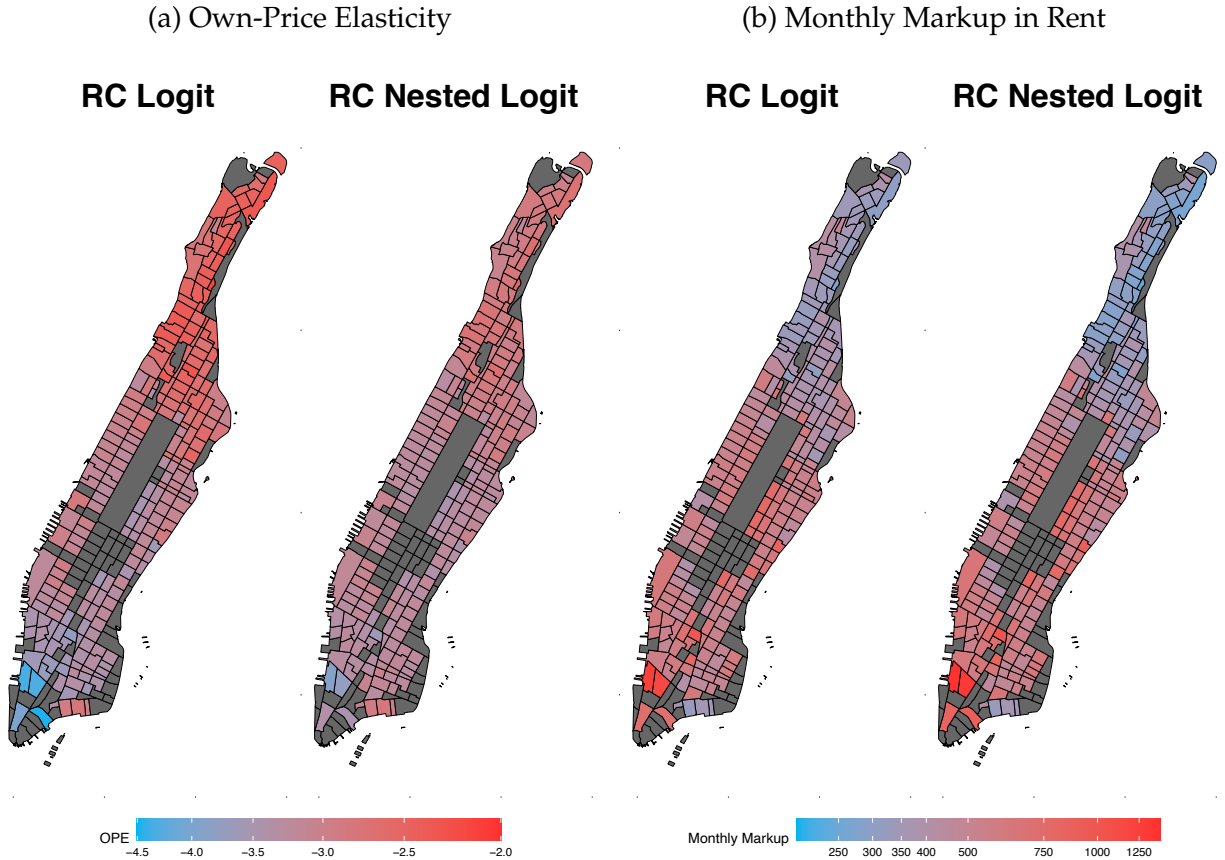 (a) Own-Price Elasticity
(b) Monthly Markup in Rent
RC Logit
RC Nested Logit
RC Logit
RC Nested Logit
OPE
−4.5 −4.0 −3.5 −3.0 −2.5 −2.0
Monthly Markup
250 300 350 400 500 750 1000 1250